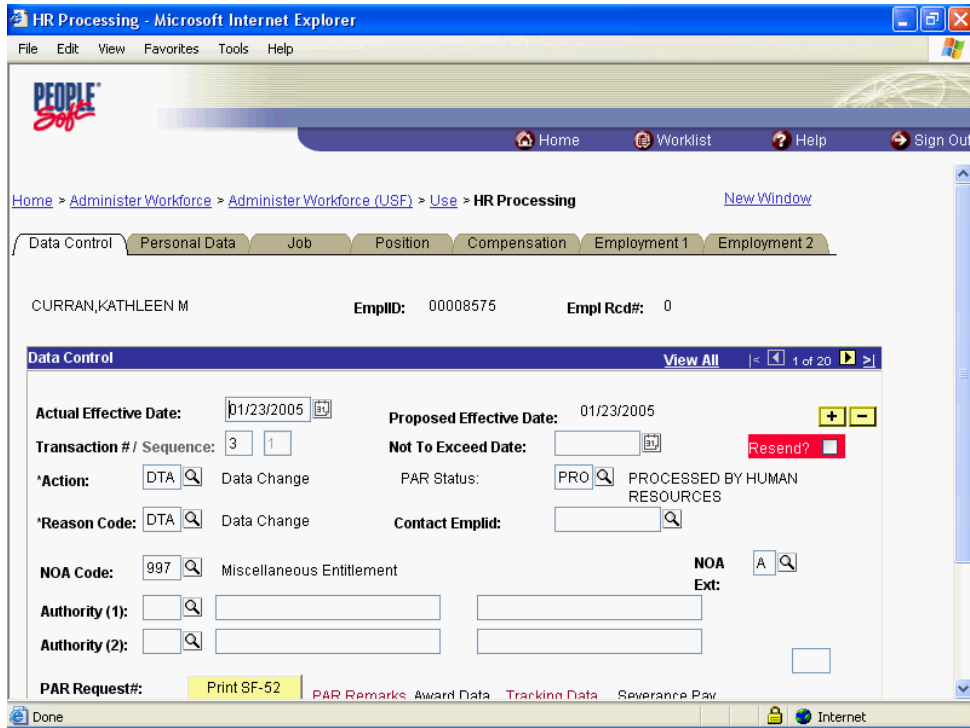 HR Processing - Microsoft Internet Explorer
File Edit View Favorites Tools Help
PEOPLE
Soft
Home Worklist Help Sign Out
Home > Administer Workforce > Administer Workforce (USF) > Use > HR Processing New Window
Data Control Personal Data Job Position Compensation Employment 1 Employment 2
CURRAN,KATHLEEN M EmplID: 00008575 Empl Rcd#: 0
Data Control View All |< 1 of 20 >|
Actual Effective Date: 01/23/2005 31 Proposed Effective Date: 01/23/2005 + −
Transaction # / Sequence: 3 1 Not To Exceed Date: 31 Resend?
*Action: DTA Data Change PAR Status: PRO PROCESSED BY HUMAN
RESOURCES
*Reason Code: DTA Data Change Contact Emplid:
NOA Code: 997 Miscellaneous Entitlement NOA
Ext: A
Authority (1):
Authority (2):
PAR Request#: Print SF-52 PAR Remarks Award Data Tracking Data Severance Pay
Done Internet